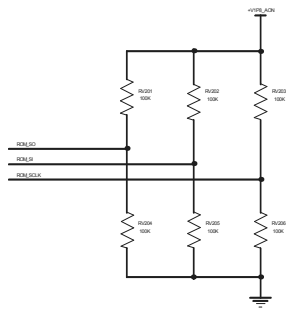 +V1P8_AON
RV201
100K
RV202
100K
RV203
100K
ROM_SO
ROM_SI
ROM_SCLK
RV204
100K
RV205
100K
RV206
100K